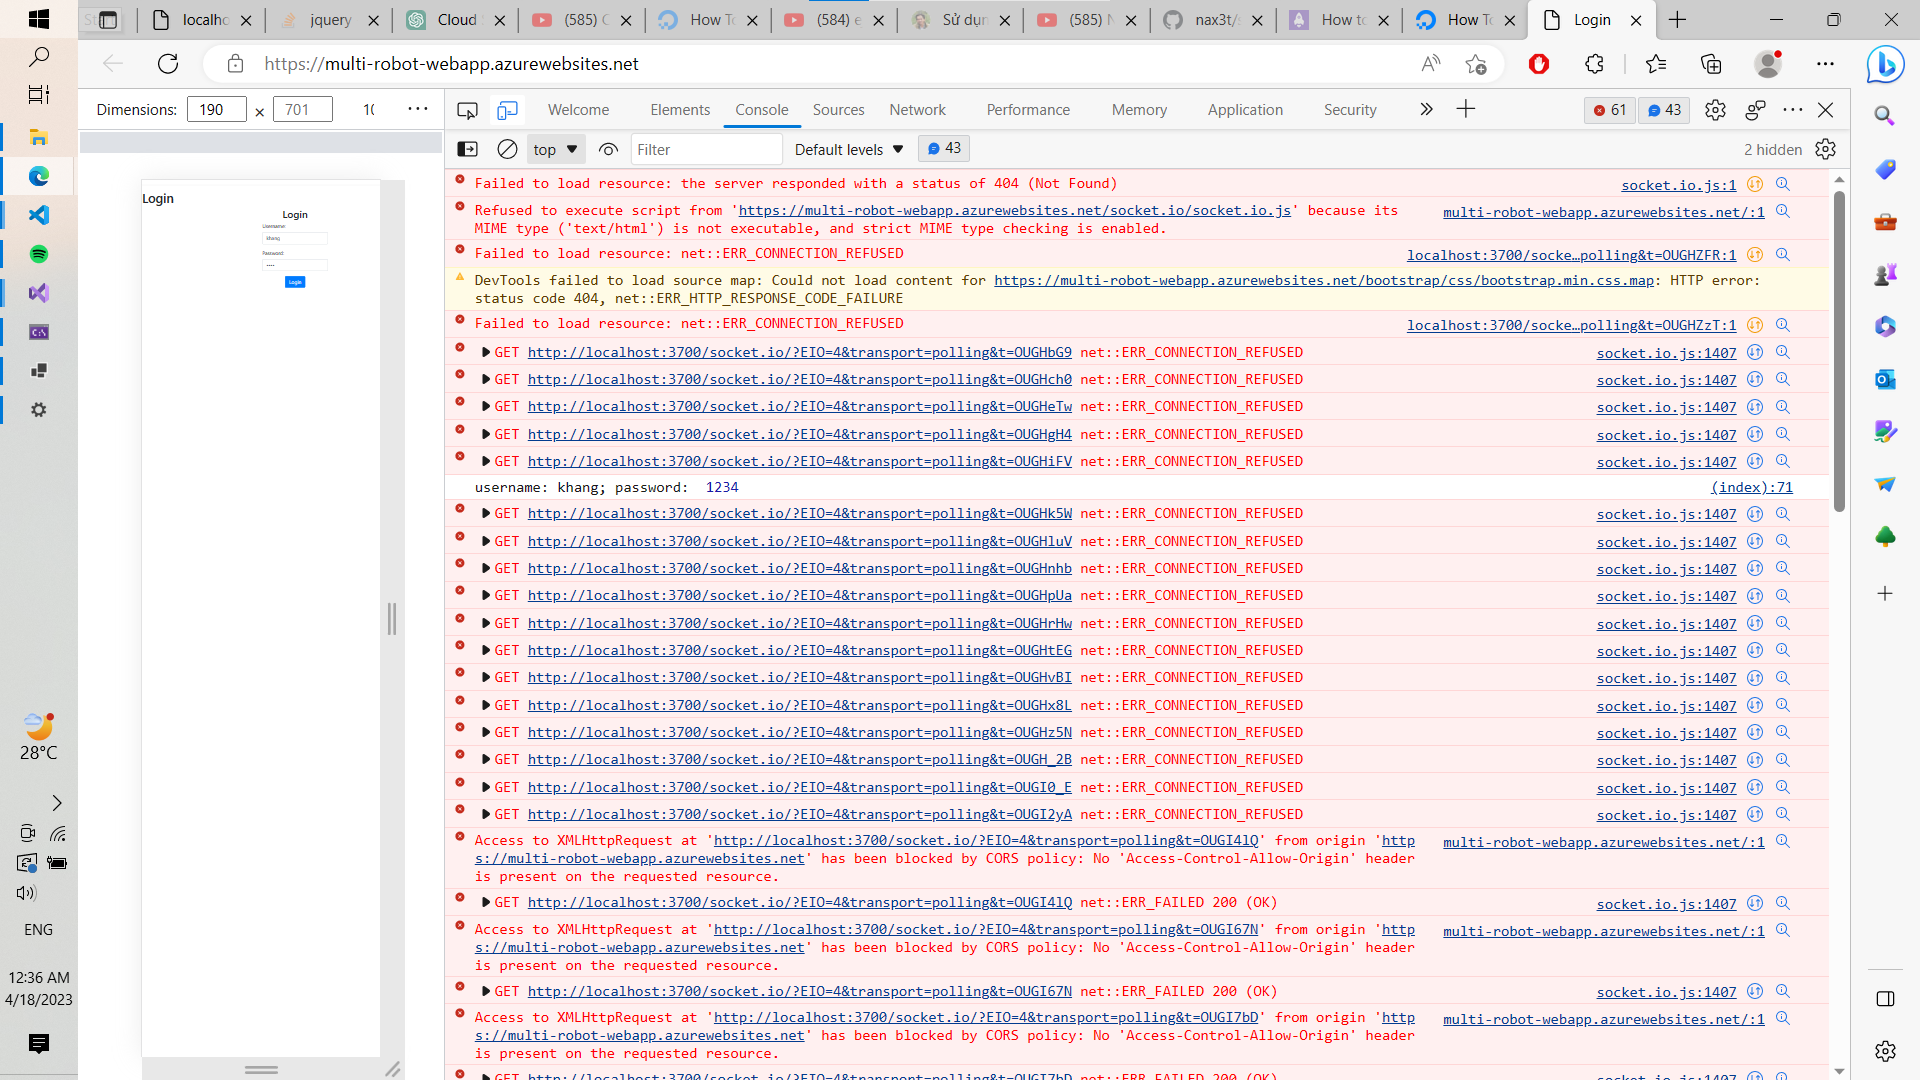 localho
jquery
Cloud
(585) C
How To
(584) e
Sử dụn
(585) N
nax3t/
How to
How To
Login
https://multi-robot-webapp.azurewebsites.net
Dimensions: 190 × 701
Welcome Elements Console Sources Network Performance Memory Application Security 61 43
top Filter Default levels 43 2 hidden
Login
Login
Username:
khang
Password:
••••
Login
Failed to load resource: the server responded with a status of 404 (Not Found) socket.io.js:1
Refused to execute script from 'https://multi-robot-webapp.azurewebsites.net/socket.io/socket.io.js' because its multi-robot-webapp.azurewebsites.net/:1
MIME type ('text/html') is not executable, and strict MIME type checking is enabled.
Failed to load resource: net::ERR_CONNECTION_REFUSED localhost:3700/socke…polling&t=OUGHZFR:1
DevTools failed to load source map: Could not load content for https://multi-robot-webapp.azurewebsites.net/bootstrap/css/bootstrap.min.css.map: HTTP error:
status code 404, net::ERR_HTTP_RESPONSE_CODE_FAILURE
Failed to load resource: net::ERR_CONNECTION_REFUSED localhost:3700/socke…polling&t=OUGHZzT:1
GET http://localhost:3700/socket.io/?EIO=4&transport=polling&t=OUGHbG9 net::ERR_CONNECTION_REFUSED socket.io.js:1407
GET http://localhost:3700/socket.io/?EIO=4&transport=polling&t=OUGHch0 net::ERR_CONNECTION_REFUSED socket.io.js:1407
GET http://localhost:3700/socket.io/?EIO=4&transport=polling&t=OUGHeTw net::ERR_CONNECTION_REFUSED socket.io.js:1407
GET http://localhost:3700/socket.io/?EIO=4&transport=polling&t=OUGHgH4 net::ERR_CONNECTION_REFUSED socket.io.js:1407
GET http://localhost:3700/socket.io/?EIO=4&transport=polling&t=OUGHiFV net::ERR_CONNECTION_REFUSED socket.io.js:1407
username: khang; password: 1234 (index):71
GET http://localhost:3700/socket.io/?EIO=4&transport=polling&t=OUGHk5W net::ERR_CONNECTION_REFUSED socket.io.js:1407
GET http://localhost:3700/socket.io/?EIO=4&transport=polling&t=OUGHluV net::ERR_CONNECTION_REFUSED socket.io.js:1407
GET http://localhost:3700/socket.io/?EIO=4&transport=polling&t=OUGHnhb net::ERR_CONNECTION_REFUSED socket.io.js:1407
GET http://localhost:3700/socket.io/?EIO=4&transport=polling&t=OUGHpUa net::ERR_CONNECTION_REFUSED socket.io.js:1407
GET http://localhost:3700/socket.io/?EIO=4&transport=polling&t=OUGHrHw net::ERR_CONNECTION_REFUSED socket.io.js:1407
GET http://localhost:3700/socket.io/?EIO=4&transport=polling&t=OUGHtEG net::ERR_CONNECTION_REFUSED socket.io.js:1407
GET http://localhost:3700/socket.io/?EIO=4&transport=polling&t=OUGHvBI net::ERR_CONNECTION_REFUSED socket.io.js:1407
GET http://localhost:3700/socket.io/?EIO=4&transport=polling&t=OUGHx8L net::ERR_CONNECTION_REFUSED socket.io.js:1407
GET http://localhost:3700/socket.io/?EIO=4&transport=polling&t=OUGHz5N net::ERR_CONNECTION_REFUSED socket.io.js:1407
GET http://localhost:3700/socket.io/?EIO=4&transport=polling&t=OUGH_2B net::ERR_CONNECTION_REFUSED socket.io.js:1407
GET http://localhost:3700/socket.io/?EIO=4&transport=polling&t=OUGI0_E net::ERR_CONNECTION_REFUSED socket.io.js:1407
GET http://localhost:3700/socket.io/?EIO=4&transport=polling&t=OUGI2yA net::ERR_CONNECTION_REFUSED socket.io.js:1407
Access to XMLHttpRequest at 'http://localhost:3700/socket.io/?EIO=4&transport=polling&t=OUGI4lQ' from origin 'http multi-robot-webapp.azurewebsites.net/:1
s://multi-robot-webapp.azurewebsites.net' has been blocked by CORS policy: No 'Access-Control-Allow-Origin' header
is present on the requested resource.
GET http://localhost:3700/socket.io/?EIO=4&transport=polling&t=OUGI4lQ net::ERR_FAILED 200 (OK) socket.io.js:1407
Access to XMLHttpRequest at 'http://localhost:3700/socket.io/?EIO=4&transport=polling&t=OUGI67N' from origin 'http multi-robot-webapp.azurewebsites.net/:1
s://multi-robot-webapp.azurewebsites.net' has been blocked by CORS policy: No 'Access-Control-Allow-Origin' header
is present on the requested resource.
GET http://localhost:3700/socket.io/?EIO=4&transport=polling&t=OUGI67N net::ERR_FAILED 200 (OK) socket.io.js:1407
Access to XMLHttpRequest at 'http://localhost:3700/socket.io/?EIO=4&transport=polling&t=OUGI7bD' from origin 'http multi-robot-webapp.azurewebsites.net/:1
s://multi-robot-webapp.azurewebsites.net' has been blocked by CORS policy: No 'Access-Control-Allow-Origin' header
is present on the requested resource.
GET http://localhost:3700/socket.io/?EIO=4&transport=polling&t=OUGI7bD net::ERR_FAILED 200 (OK) socket.io.js:1407
28°C
ENG
12:36 AM
4/18/2023